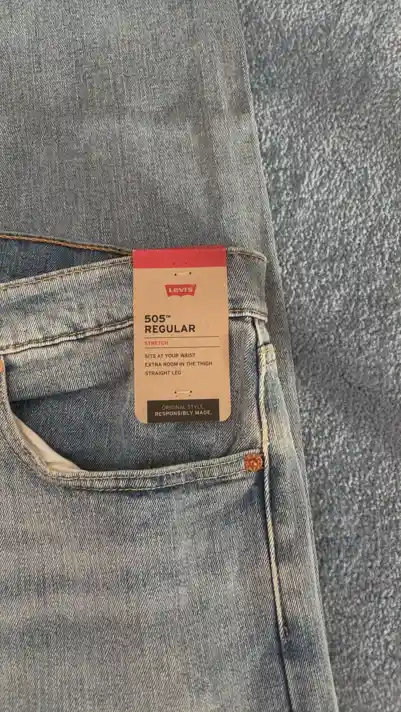 Levi's
505™
REGULAR
STRETCH
SITS AT YOUR WAIST
EXTRA ROOM IN THE THIGH
STRAIGHT LEG
ORIGINAL STYLE.
RESPONSIBLY MADE.